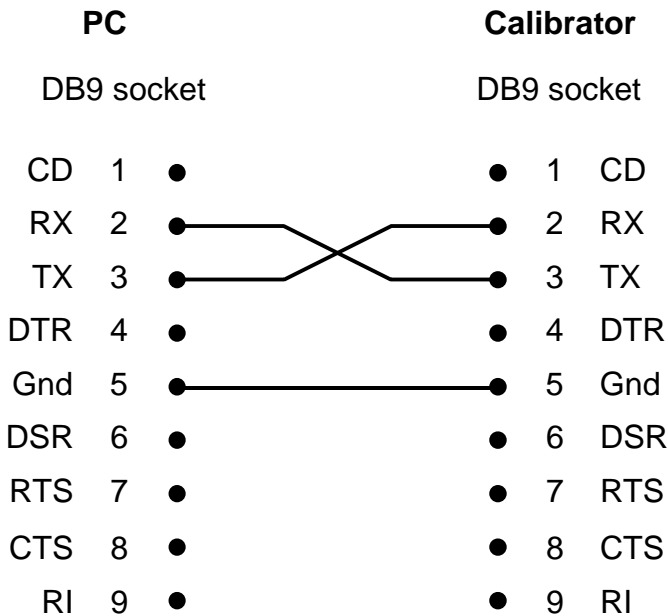 PC Calibrator
DB9 socket DB9 socket
CD 1 1 CD
RX 2 2 RX
TX 3 3 TX
DTR 4 4 DTR
Gnd 5 5 Gnd
DSR 6 6 DSR
RTS 7 7 RTS
CTS 8 8 CTS
RI 9 9 RI